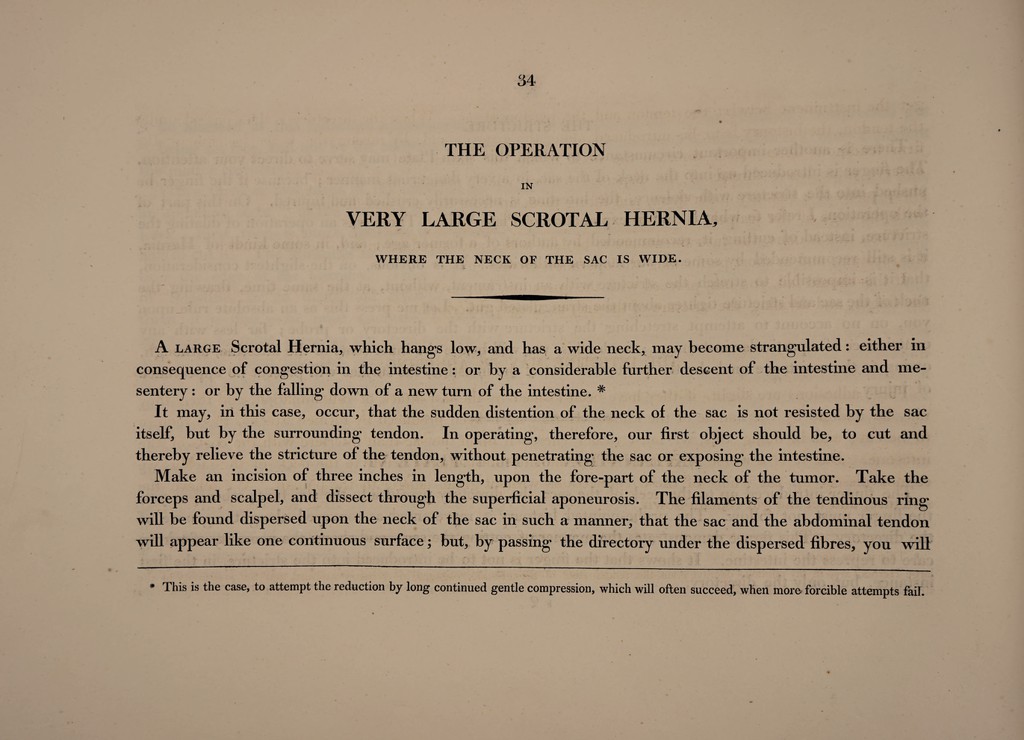 34
THE OPERATION
IN
VERY LARGE SCROTAL HERNIA,
WHERE THE NECK OF THE SAC IS WIDE.
A LARGE Scrotal Hernia, which hangs low, and has a wide neck, may become strangulated : either in
consequence of congestion in the intestine : or by a considerable further descent of the intestine and me-
sentery : or by the falling down of a new turn of the intestine. *
It may, in this case, occur, that the sudden distention of the neck of the sac is not resisted by the sac
itself, but by the surrounding tendon. In operating, therefore, our first object should be, to cut and
thereby relieve the stricture of the tendon, without penetrating the sac or exposing the intestine.
Make an incision of three inches in length, upon the fore-part of the neck of the tumor. Take the
forceps and scalpel, and dissect through the superficial aponeurosis. The filaments of the tendinous ring
will be found dispersed upon the neck of the sac in such a manner, that the sac and the abdominal tendon
will appear like one continuous surface ; but, by passing the directory under the dispersed fibres, you will
* This is the case, to attempt the reduction by long continued gentle compression, which will often succeed, when more forcible attempts fail.